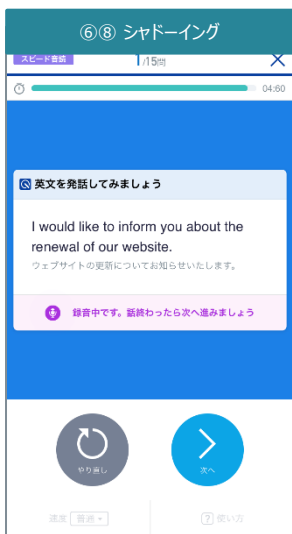 ⑥⑧ シャドーイング
スピード音読
1/15問
04:60
英文を発話してみましょう
I would like to inform you about the
renewal of our website.
ウェブサイトの更新についてお知らせいたします。
録音中です。話終わったら次へ進みましょう
やり直し
次へ
速度 普通
? 使い方